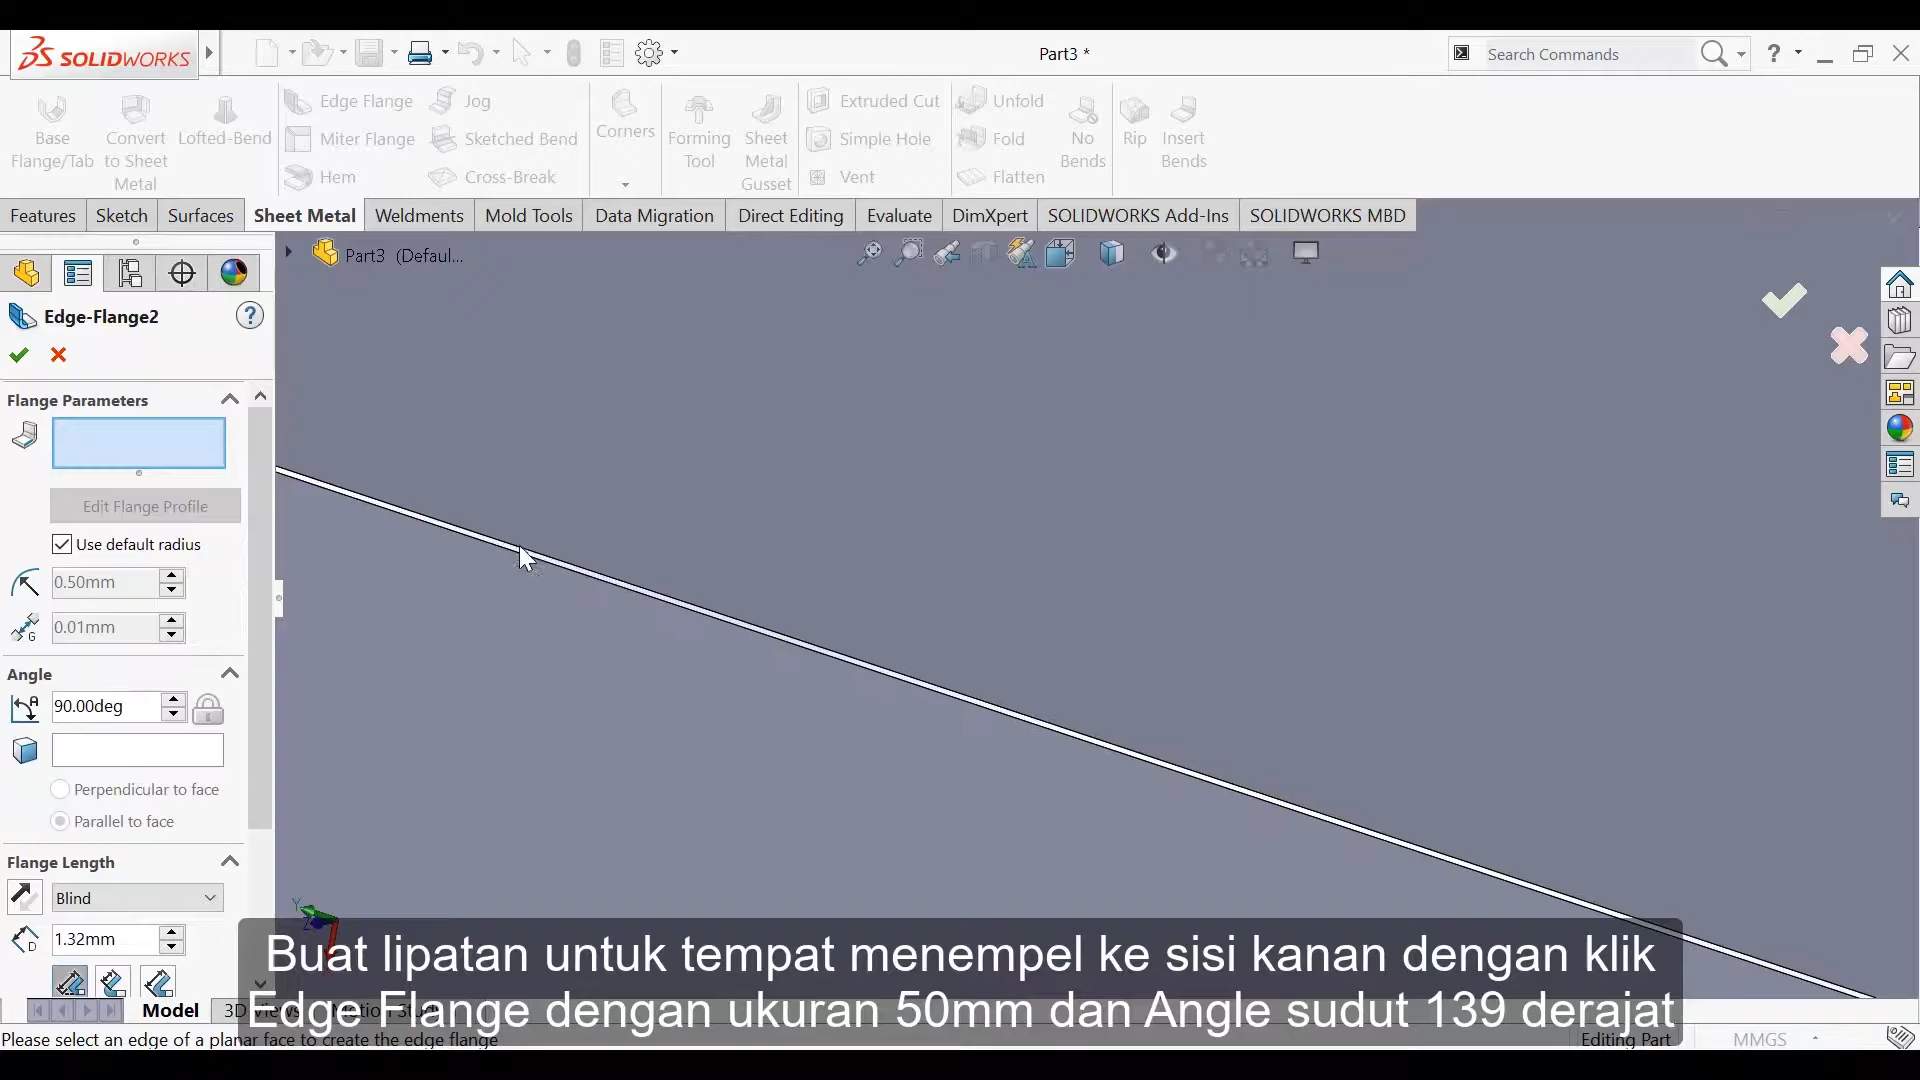 SOLIDWORKS
Part3 *
Search Commands
?
Base Flange/Tab
Convert to Sheet Metal
Lofted-Bend
Edge Flange
Miter Flange
Hem
Jog
Sketched Bend
Cross-Break
Corners
Forming Tool
Sheet Metal Gusset
Extruded Cut
Simple Hole
Vent
Unfold
Fold
Flatten
No Bends
Rip
Insert Bends
Features
Sketch
Surfaces
Sheet Metal
Weldments
Mold Tools
Data Migration
Direct Editing
Evaluate
DimXpert
SOLIDWORKS Add-Ins
SOLIDWORKS MBD
Part3 (Defaul...
Edge-Flange2
?
Flange Parameters
Edit Flange Profile
Use default radius
0.50mm
0.01mm
Angle
90.00deg
Perpendicular to face
Parallel to face
Flange Length
Blind
1.32mm
Buat lipatan untuk tempat menempel ke sisi kanan dengan klik
Edge Flange dengan ukuran 50mm dan Angle sudut 139 derajat
Model
3D Views
Motion Study
Please select an edge of a planar face to create the edge flange
Editing Part
MMGS